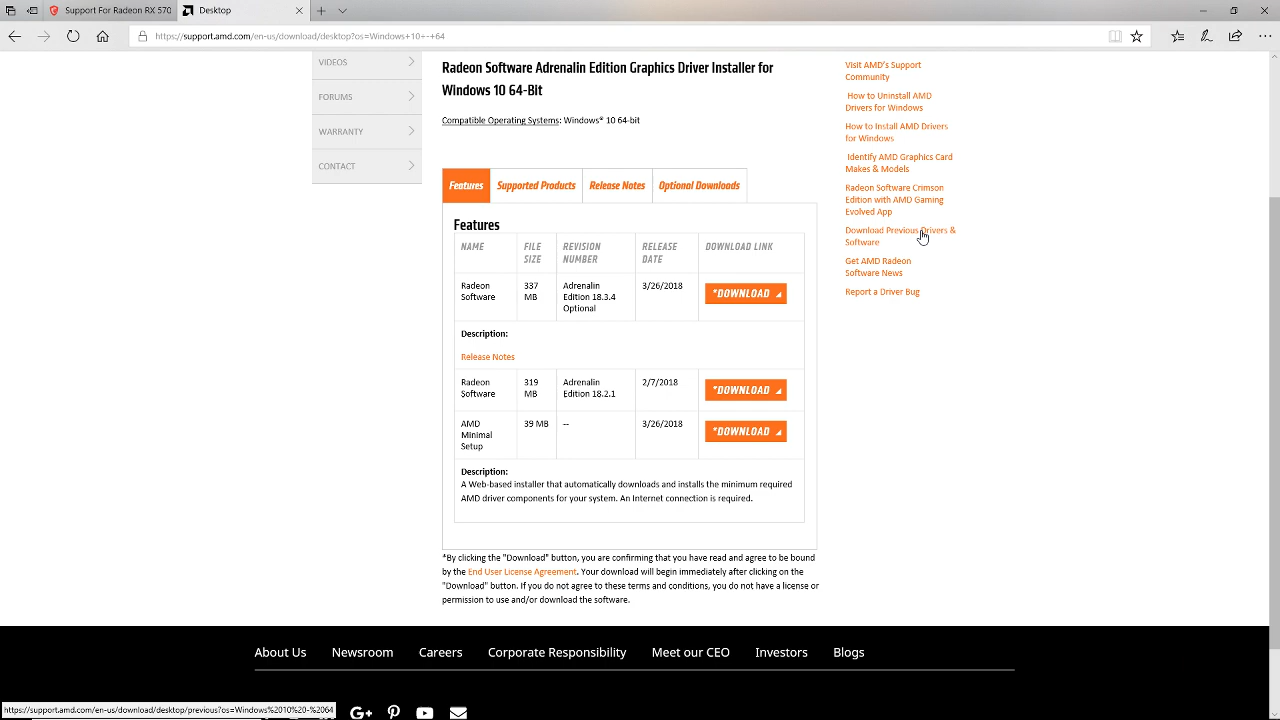 Support For Radeon RX 570
Desktop
https://support.amd.com/en-us/download/desktop?os=Windows+10+-+64
VIDEOS
FORUMS
WARRANTY
CONTACT
Radeon Software Adrenalin Edition Graphics Driver Installer for
Windows 10 64-Bit
Compatible Operating Systems: Windows® 10 64-bit
Features
Supported Products
Release Notes
Optional Downloads
Features
NAME
FILE
SIZE
REVISION
NUMBER
RELEASE
DATE
DOWNLOAD LINK
Radeon
Software
337
MB
Adrenalin
Edition 18.3.4
Optional
3/26/2018
*DOWNLOAD
Description:
Release Notes
Radeon
Software
319
MB
Adrenalin
Edition 18.2.1
2/7/2018
*DOWNLOAD
AMD
Minimal
Setup
39 MB
--
3/26/2018
*DOWNLOAD
Description:
A Web-based installer that automatically downloads and installs the minimum required
AMD driver components for your system. An Internet connection is required.
*By clicking the "Download" button, you are confirming that you have read and agree to be bound
by the End User License Agreement. Your download will begin immediately after clicking on the
"Download" button. If you do not agree to these terms and conditions, you do not have a license or
permission to use and/or download the software.
Visit AMD's Support
Community
How to Uninstall AMD
Drivers for Windows
How to Install AMD Drivers
for Windows
Identify AMD Graphics Card
Makes & Models
Radeon Software Crimson
Edition with AMD Gaming
Evolved App
Download Previous Drivers &
Software
Get AMD Radeon
Software News
Report a Driver Bug
About Us
Newsroom
Careers
Corporate Responsibility
Meet our CEO
Investors
Blogs
https://support.amd.com/en-us/download/desktop/previous?os=Windows%2010%20-%2064
G+